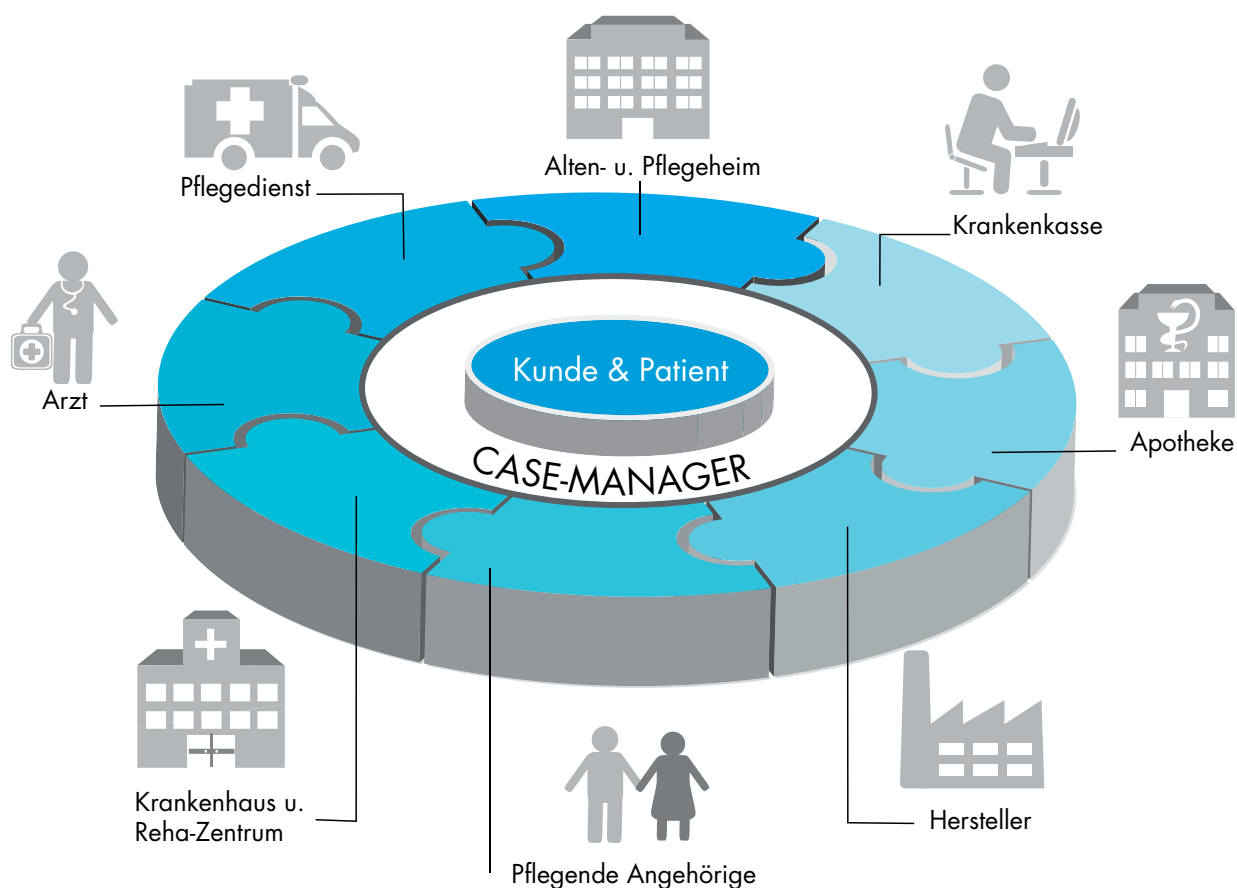 Alten- u. Pflegeheim
Pflegedienst
Krankenkasse
Kunde & Patient
Arzt
Apotheke
CASE-MANAGER
Krankenhaus u.
Reha-Zentrum
Hersteller
Pflegende Angehörige